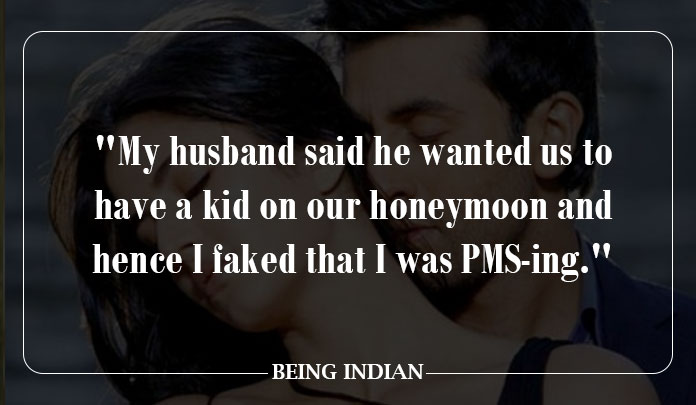 "My husband said he wanted us to
have a kid on our honeymoon and
hence I faked that I was PMS-ing."
BEING INDIAN